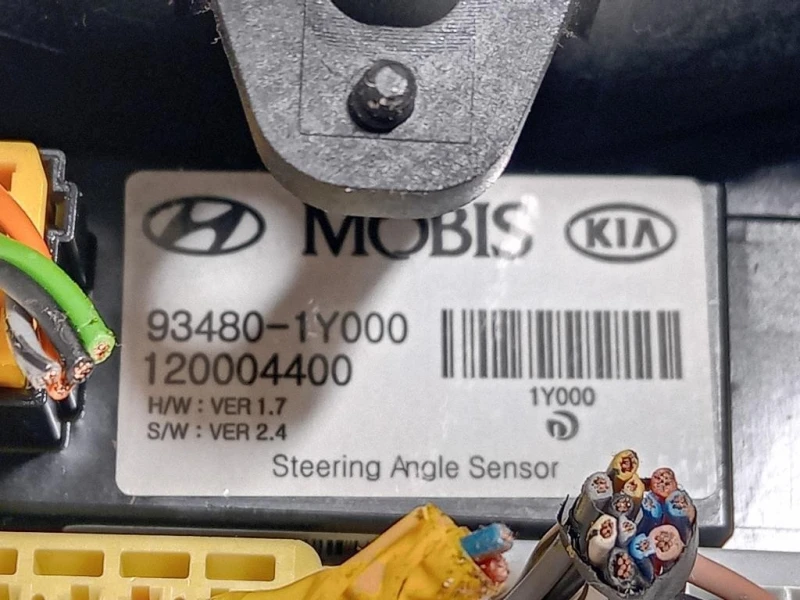 MOBIS KIA
93480-1Y000
120004400
H/W : VER 1.7
S/W : VER 2.4
1Y000
Steering Angle Sensor